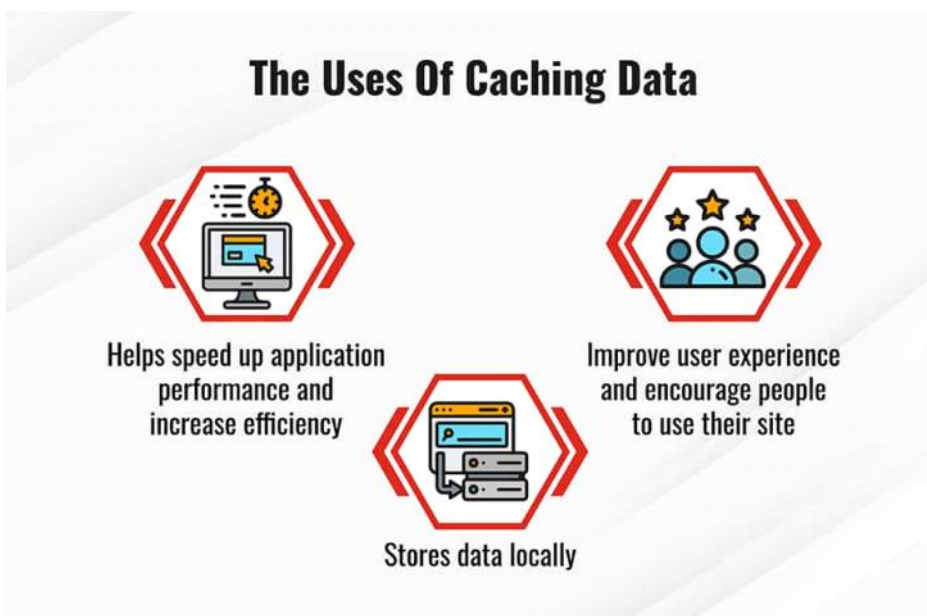 The Uses Of Caching Data
Helps speed up application
performance and
increase efficiency
Improve user experience
and encourage people
to use their site
Stores data locally